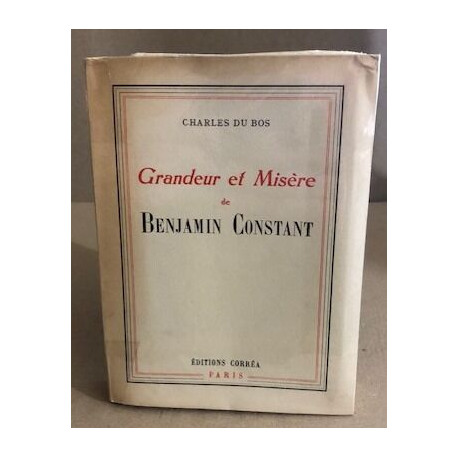 CHARLES DU BOS
Grandeur et Misère
de
BENJAMIN CONSTANT
ÉDITIONS CORRÊA
PARIS